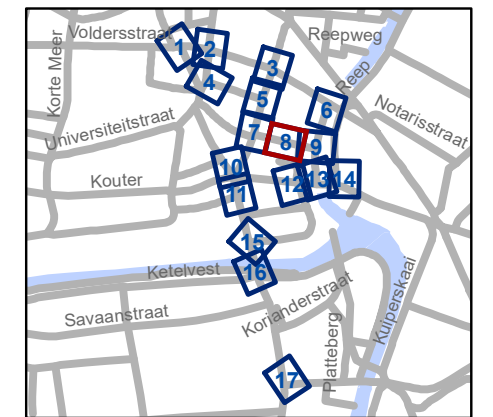 Voldersstraat
Reepweg
Korte Meer
Reep
Notarisstraat
Universiteitstraat
Kouter
Ketelvest
Savaanstraat
Korianderstraat
Platteberg
Kuiperskaai
1
2
3
4
5
6
7
8
9
10
11
12
13
14
15
16
17